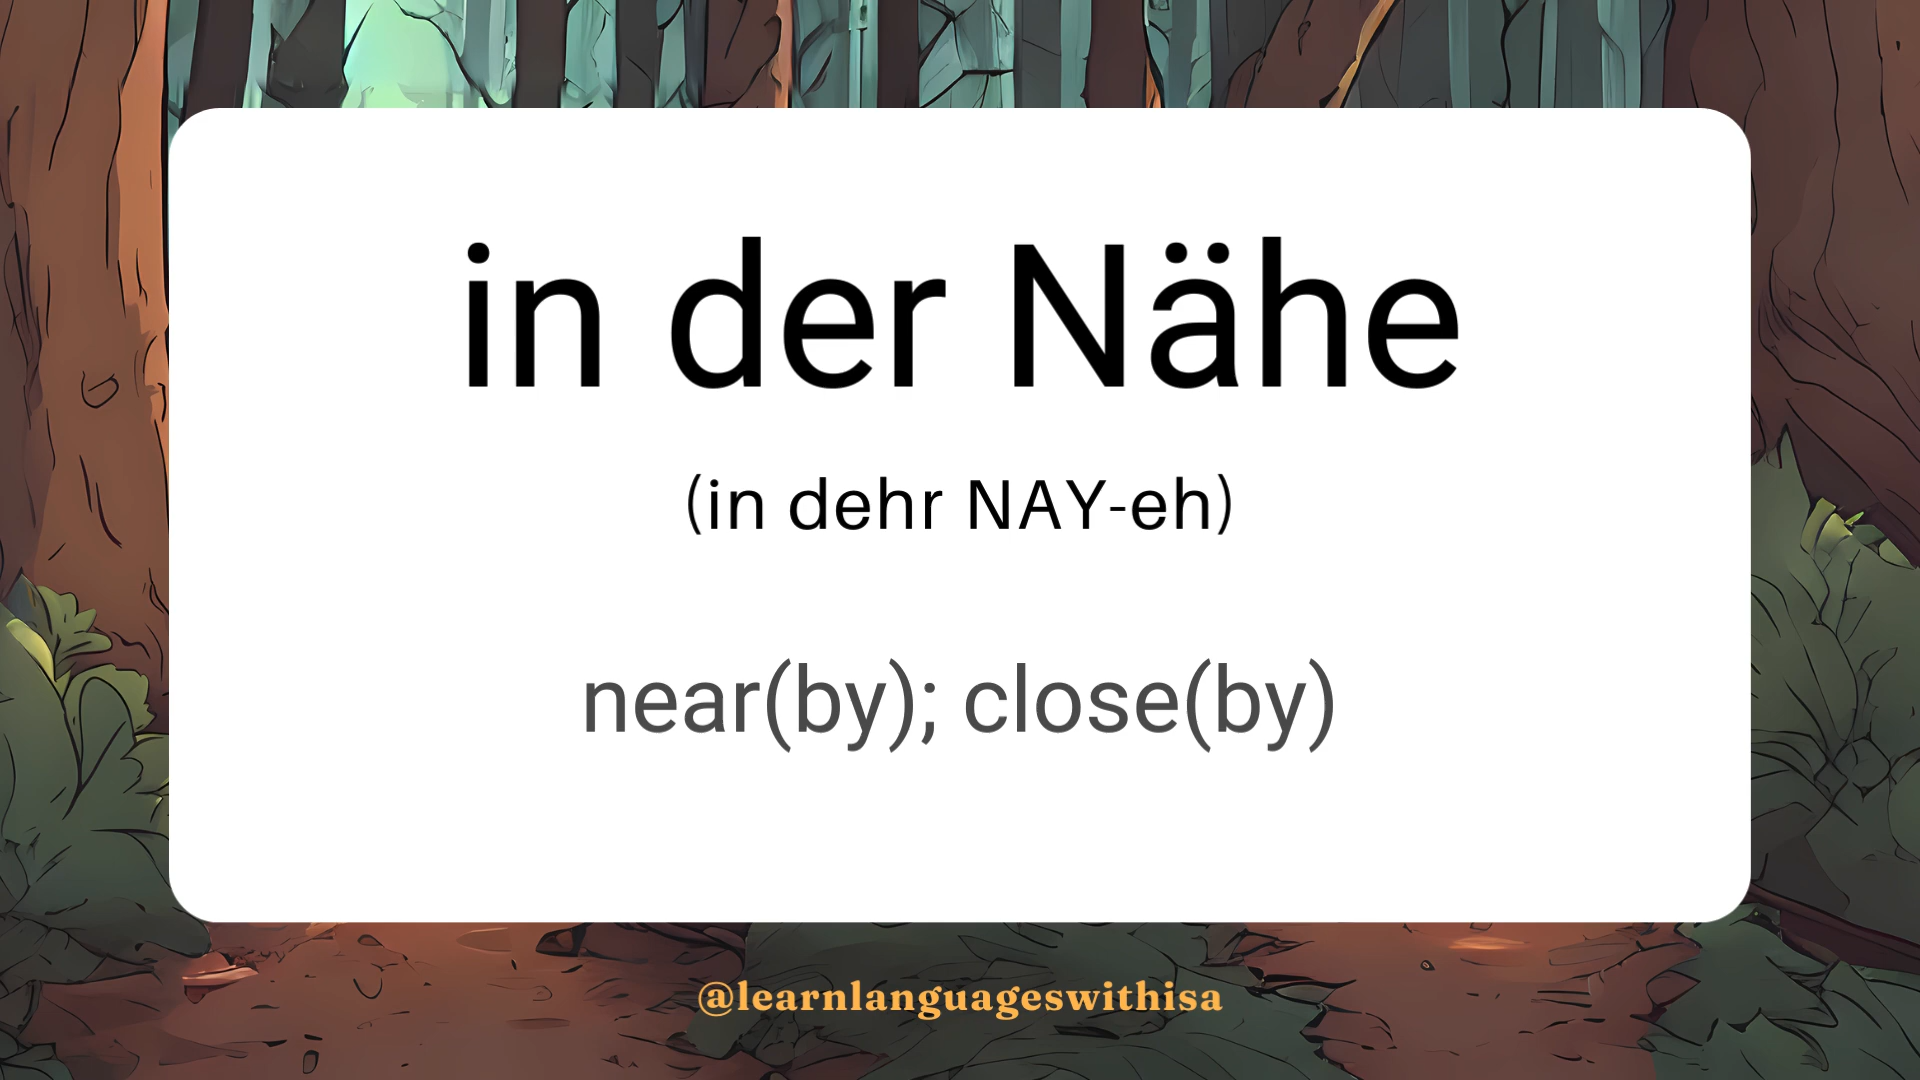 in der Nähe
(in dehr NAY-eh)
near(by); close(by)
@learnlanguageswithisa